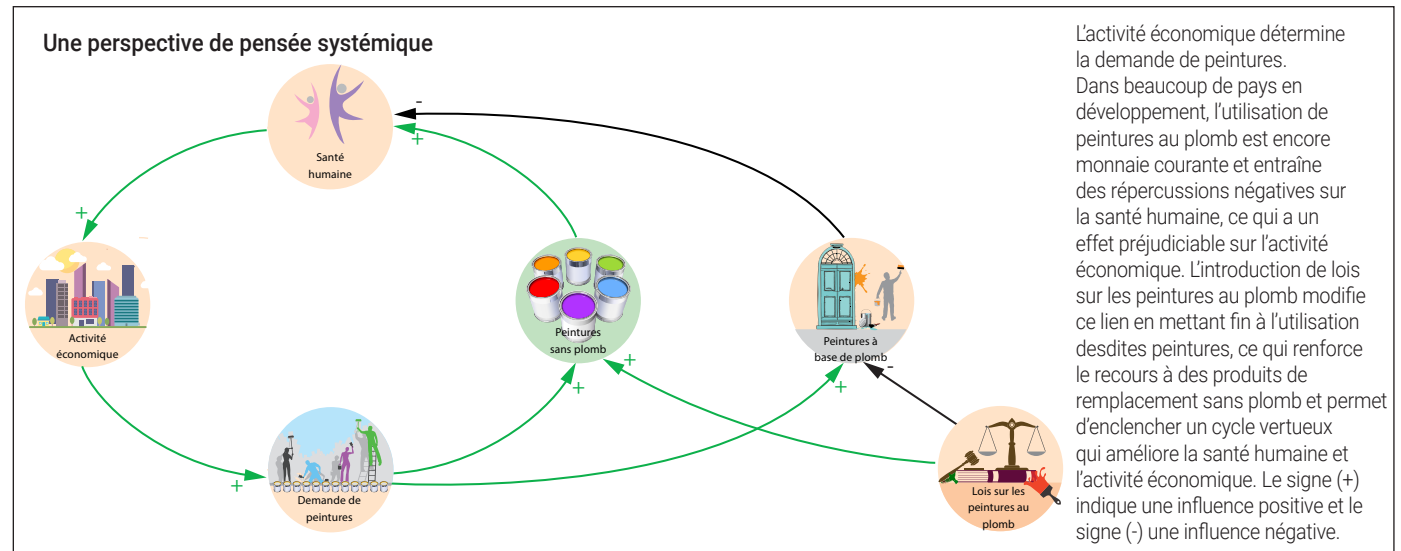 Une perspective de pensée systémique
-
+
Santé
humaine
+
Activité
économique
Peintures
sans plomb
+
+
Peintures à
base de plomb
-
+
+
Demande de
peintures
Lois sur les
peintures au
plomb
L’activité économique détermine
la demande de peintures.
Dans beaucoup de pays en
développement, l’utilisation de
peintures au plomb est encore
monnaie courante et entraîne
des répercussions négatives sur
la santé humaine, ce qui a un
effet préjudiciable sur l’activité
économique. L’introduction de lois
sur les peintures au plomb modifie
ce lien en mettant fin à l’utilisation
desdites peintures, ce qui renforce
le recours à des produits de
remplacement sans plomb et permet
d’enclencher un cycle vertueux
qui améliore la santé humaine et
l’activité économique. Le signe (+)
indique une influence positive et le
signe (-) une influence négative.